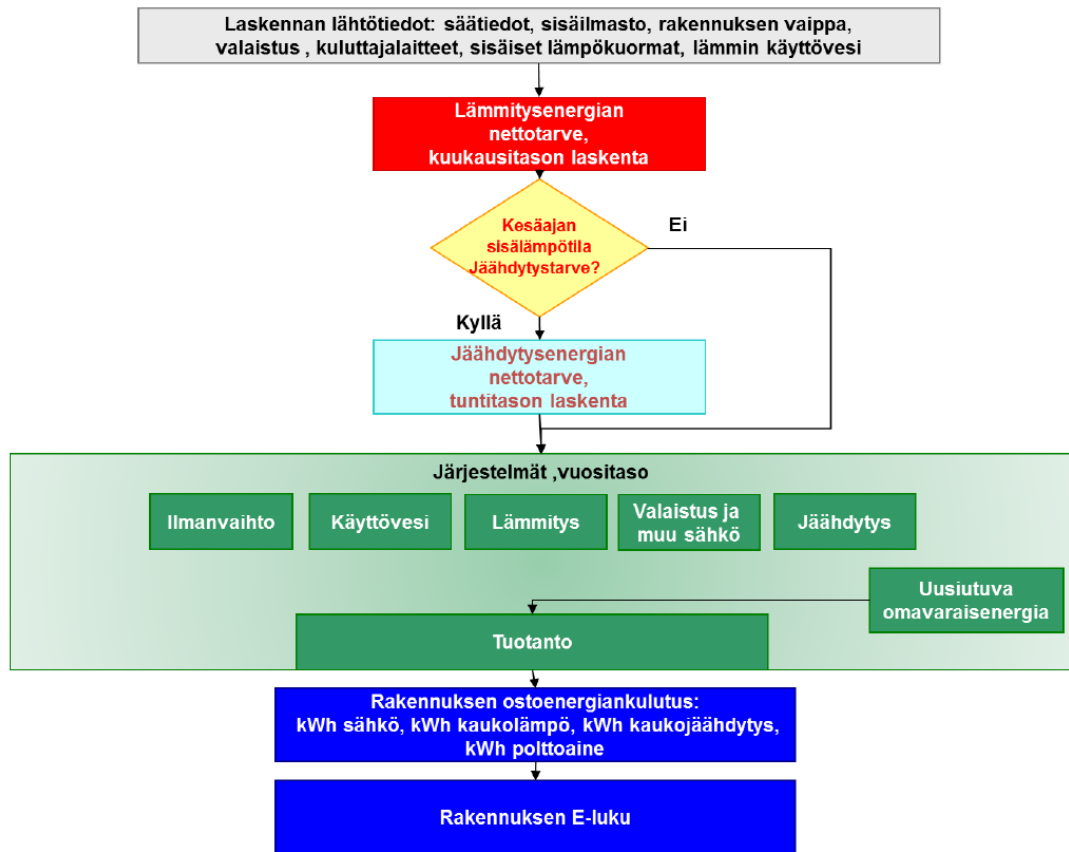 Laskennan lähtötiedot: säätiedot, sisäilmasto, rakennuksen vaippa,
valaistus , kuluttajalaitteet, sisäiset lämpökuormat, lämmin käyttövesi
Lämmitysenergian
nettotarve,
kuukausitason laskenta
Kesäajan
sisälämpötila
Jäähdytystarve?
Ei
Kyllä
Jäähdytysenergian
nettotarve,
tuntitason laskenta
Järjestelmät ,vuositaso
Ilmanvaihto
Käyttövesi
Lämmitys
Valaistus ja
muu sähkö
Jäähdytys
Uusiutuva
omavaraisenergia
Tuotanto
Rakennuksen ostoenergiankulutus:
kWh sähkö, kWh kaukolämpö, kWh kaukojäähdytys,
kWh polttoaine
Rakennuksen E-luku